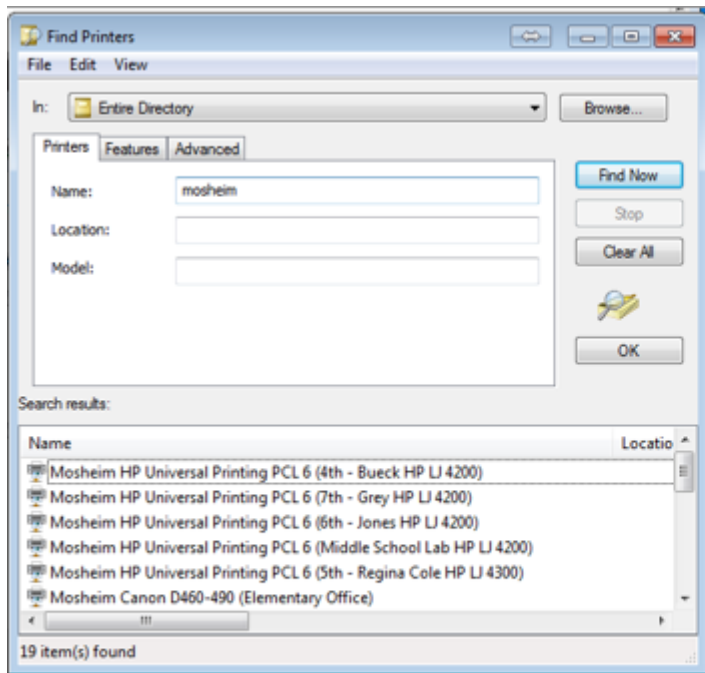 Find Printers
File Edit View
In: Entire Directory Browse...
Printers Features Advanced
Name: mosheim
Location:
Model:
Find Now
Stop
Clear All
OK
Search results:
Name Locatio
Mosheim HP Universal Printing PCL 6 (4th - Bueck HP LJ 4200)
Mosheim HP Universal Printing PCL 6 (7th - Grey HP LJ 4200)
Mosheim HP Universal Printing PCL 6 (6th - Jones HP LJ 4200)
Mosheim HP Universal Printing PCL 6 (Middle School Lab HP LJ 4200)
Mosheim HP Universal Printing PCL 6 (5th - Regina Cole HP LJ 4300)
Mosheim Canon D460-490 (Elementary Office)
19 item(s) found